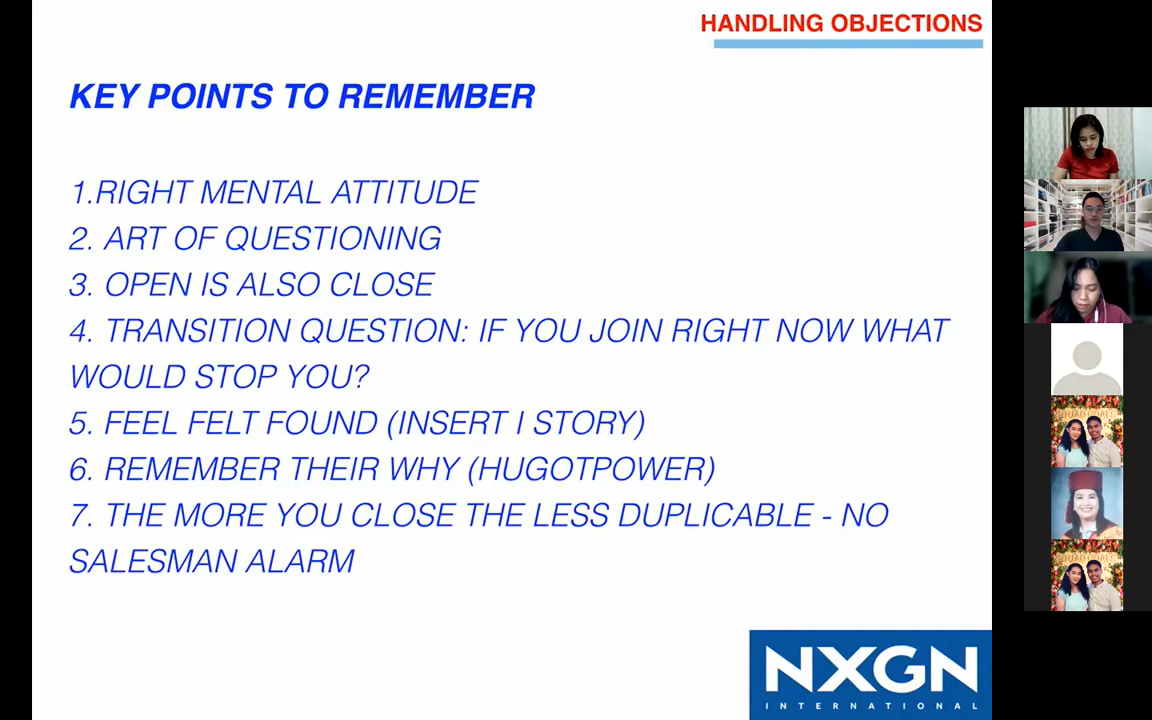 HANDLING OBJECTIONS
KEY POINTS TO REMEMBER
1.RIGHT MENTAL ATTITUDE
2. ART OF QUESTIONING
3. OPEN IS ALSO CLOSE
4. TRANSITION QUESTION: IF YOU JOIN RIGHT NOW WHAT
WOULD STOP YOU?
5. FEEL FELT FOUND (INSERT I STORY)
6. REMEMBER THEIR WHY (HUGOTPOWER)
7. THE MORE YOU CLOSE THE LESS DUPLICABLE - NO
SALESMAN ALARM
NXGN
INTERNATIONAL